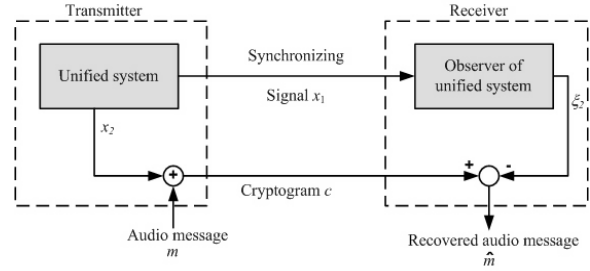 Transmitter
Receiver
Unified system
Synchronizing
Signal x₁
Observer of
unified system
x₂
ξ₂
+
+
-
Cryptogram c
Audio message
m
Recovered audio message
m̂